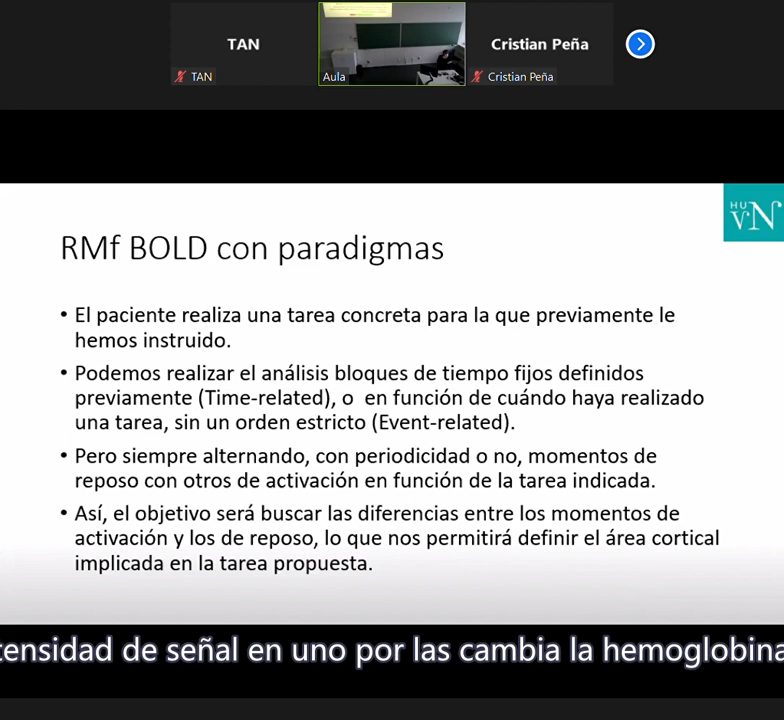 TAN
Cristian Peña
TAN
Aula
Cristian Peña
HU
VN
RMf BOLD con paradigmas
• El paciente realiza una tarea concreta para la que previamente le
hemos instruido.
• Podemos realizar el análisis bloques de tiempo fijos definidos
previamente (Time-related), o en función de cuándo haya realizado
una tarea, sin un orden estricto (Event-related).
• Pero siempre alternando, con periodicidad o no, momentos de
reposo con otros de activación en función de la tarea indicada.
• Así, el objetivo será buscar las diferencias entre los momentos de
activación y los de reposo, lo que nos permitirá definir el área cortical
implicada en la tarea propuesta.
tensidad de señal en uno por las cambia la hemoglobina